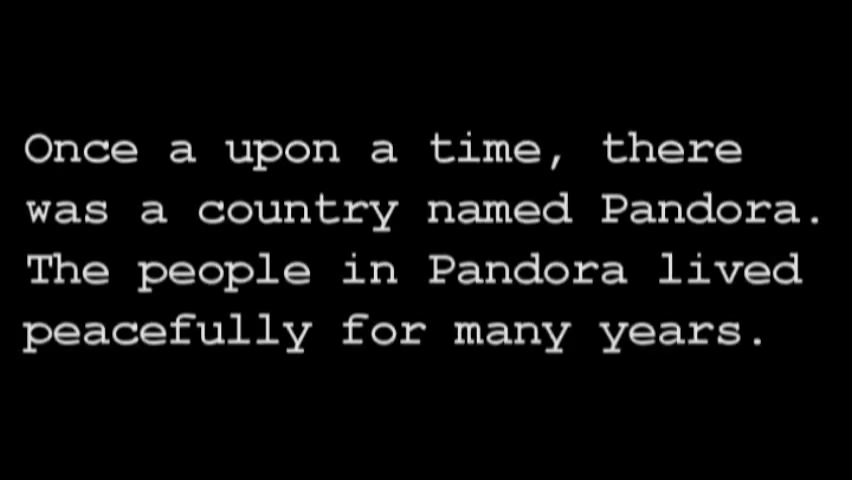 Once a upon a time, there
was a country named Pandora.
The people in Pandora lived
peacefully for many years.